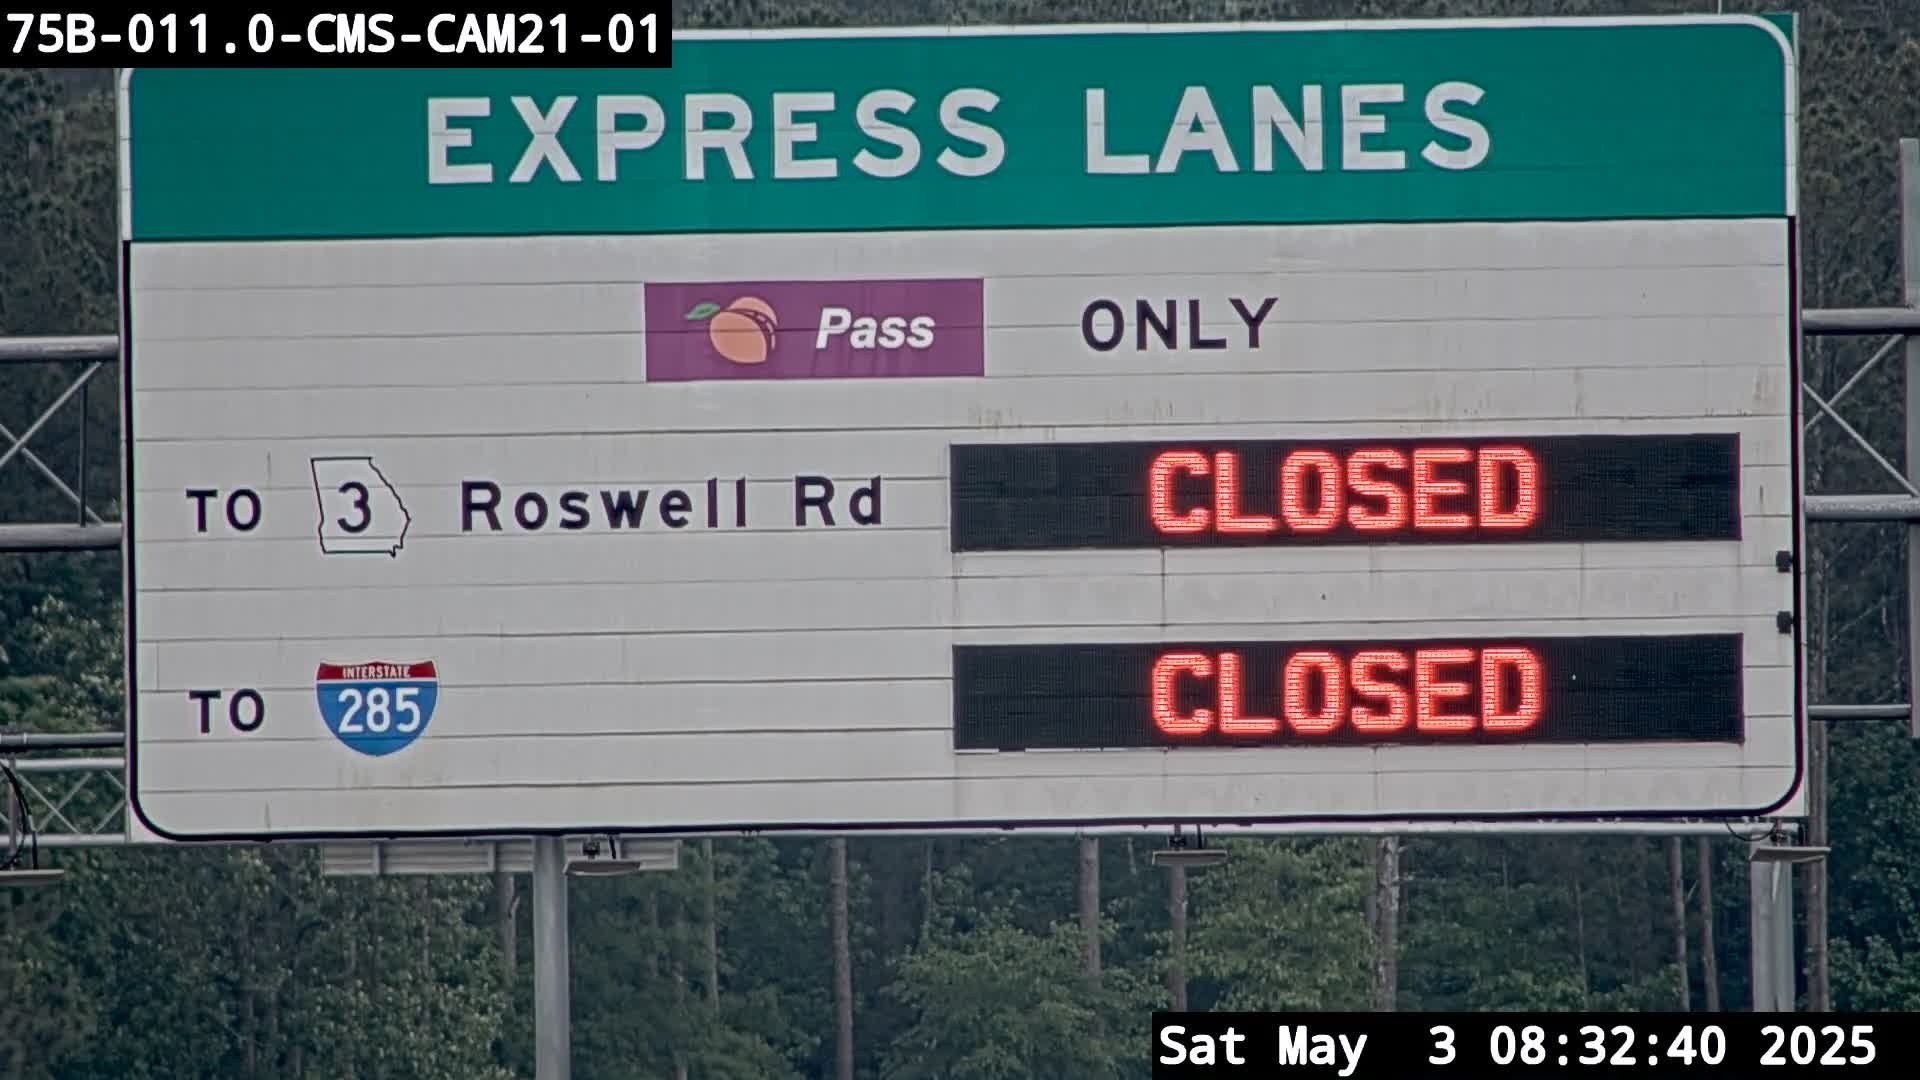 75B-011.0-CMS-CAM21-01
EXPRESS LANES
Pass ONLY
TO 3 Roswell Rd CLOSED
TO INTERSTATE 285 CLOSED
Sat May 3 08:32:40 2025